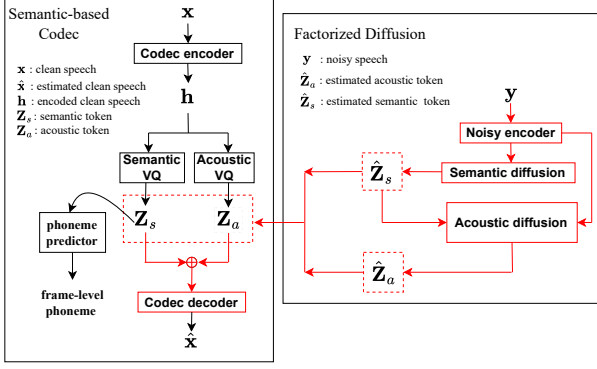 Semantic-based
Codec
x
Codec encoder
x : clean speech
x̂ : estimated clean speech
h : encoded clean speech
Z_s : semantic token
Z_a : acoustic token
h
Semantic
VQ
Acoustic
VQ
Z_s
Z_a
phoneme
predictor
frame-level
phoneme
Codec decoder
x̂
Factorized Diffusion
y : noisy speech
Ẑ_a : estimated acoustic token
Ẑ_s : estimated semantic token
y
Noisy encoder
Semantic diffusion
Ẑ_s
Acoustic diffusion
Ẑ_a